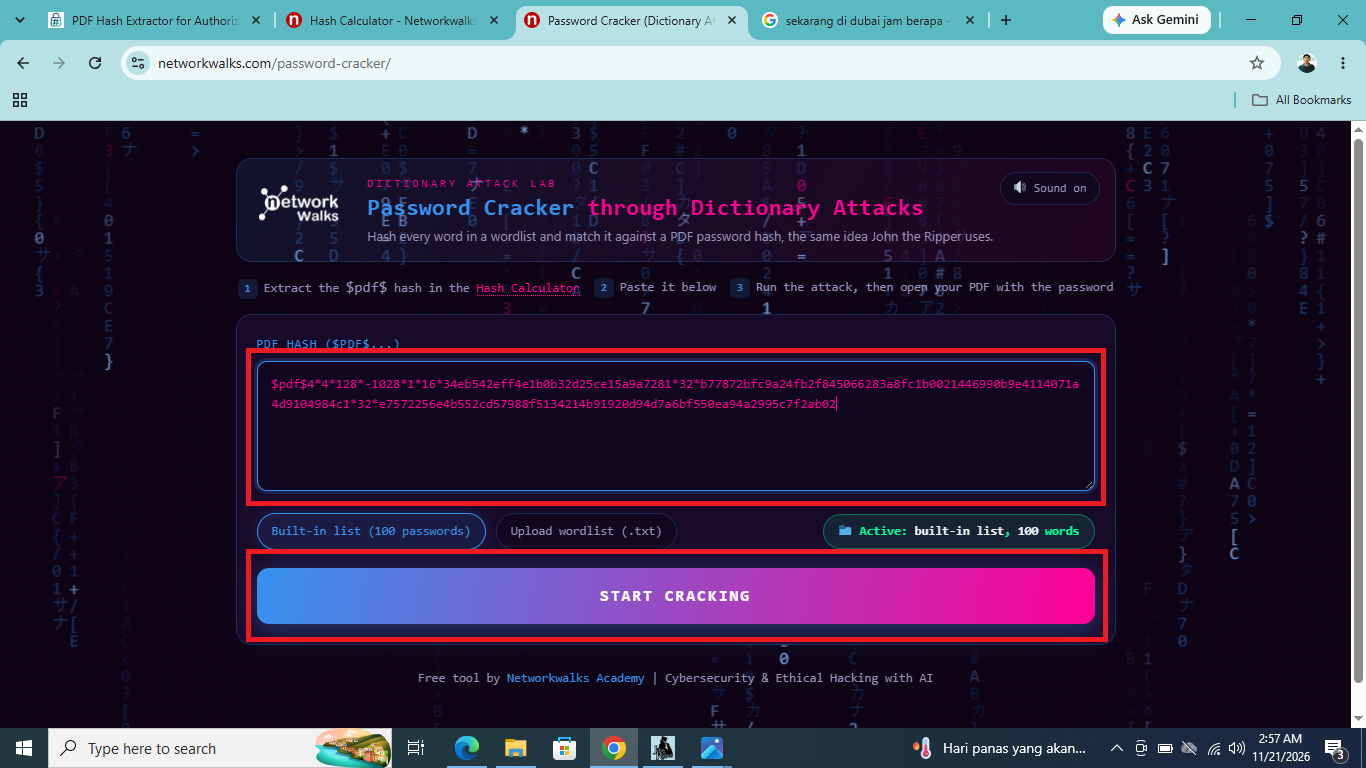 PDF Hash Extractor for Authoriz
Hash Calculator - Networkwalks
Password Cracker (Dictionary At
sekarang di dubai jam berapa -
Ask Gemini
networkwalks.com/password-cracker/
All Bookmarks
network
walks
DICTIONARY ATTACK LAB
Sound on
Password Cracker through Dictionary Attacks
Hash every word in a wordlist and match it against a PDF password hash, the same idea John the Ripper uses.
1 Extract the $pdf$ hash in the Hash Calculator 2 Paste it below 3 Run the attack, then open your PDF with the password
PDF HASH ($PDF$...)
$pdf$4*4*128*-1028*1*16*34eb542eff4e1b0b32d25ce15a9a7281*32*b77872bfc9a24fb2f845066283a8fc1b0021446990b9e4114071a
4d9104984c1*32*e7572256e4b552cd57988f5134214b91920d94d7a6bf550ea94a2995c7f2ab02
Built-in list (100 passwords)
Upload wordlist (.txt)
Active: built-in list, 100 words
START CRACKING
Free tool by Networkwalks Academy | Cybersecurity & Ethical Hacking with AI
Type here to search
Hari panas yang akan...
2:57 AM
11/21/2026
3